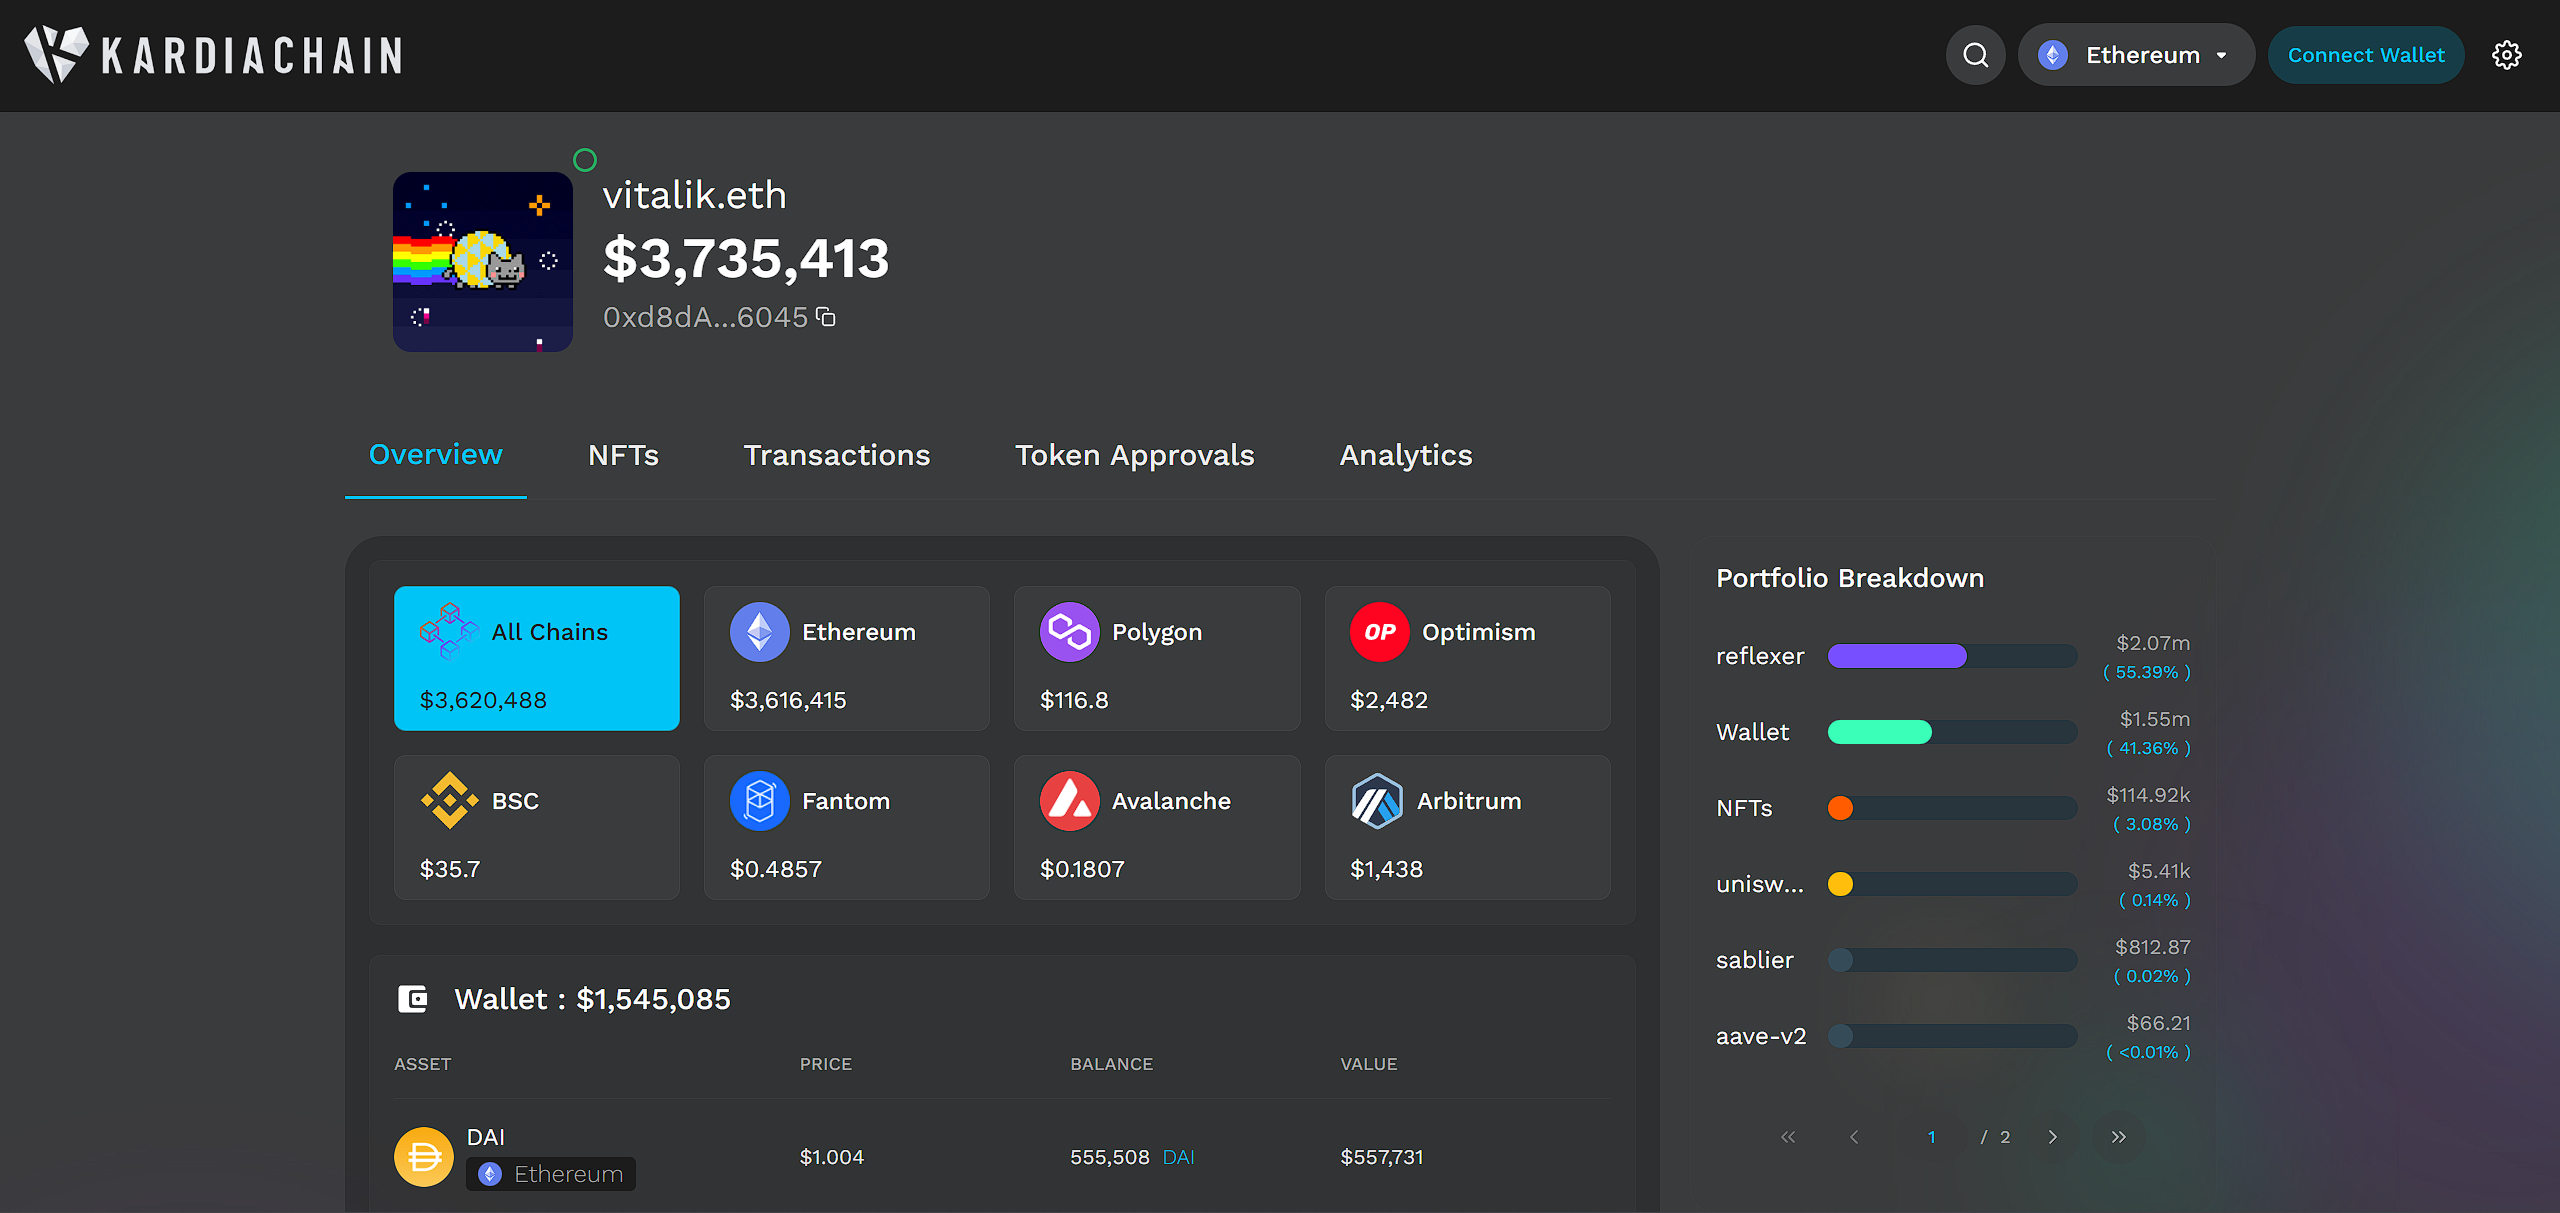 KARDIACHAIN
Ethereum
Connect Wallet
vitalik.eth
$3,735,413
0xd8dA...6045
Overview
NFTs
Transactions
Token Approvals
Analytics
All Chains
$3,620,488
Ethereum
$3,616,415
Polygon
$116.8
OP
Optimism
$2,482
BSC
$35.7
Fantom
$0.4857
Avalanche
$0.1807
Arbitrum
$1,438
Wallet : $1,545,085
ASSET PRICE BALANCE VALUE
DAI
Ethereum
$1.004
555,508 DAI
$557,731
Portfolio Breakdown
reflexer
$2.07m
( 55.39% )
Wallet
$1.55m
( 41.36% )
NFTs
$114.92k
( 3.08% )
unisw...
$5.41k
( 0.14% )
sablier
$812.87
( 0.02% )
aave-v2
$66.21
( <0.01% )
« ‹ 1 / 2 › »